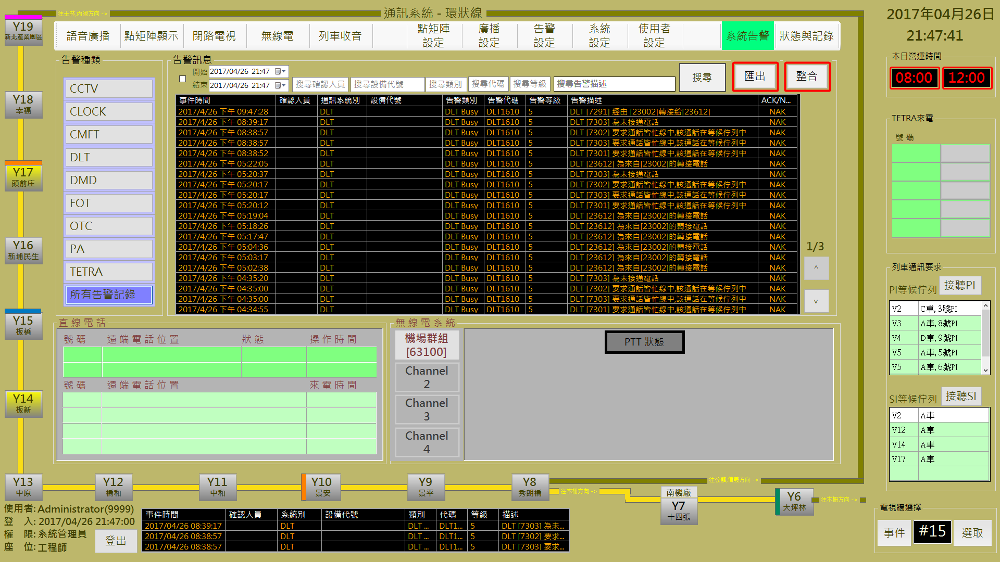 往士林,內湖方向 ->
通訊系統 - 環狀線
2017年04月26日
21:47:41
語音廣播 點矩陣顯示 閉路電視 無線電 列車收音 點矩陣設定 廣播設定 告警設定 系統設定 使用者設定 系統告警 狀態與記錄
Y19
新北產業園區
Y18
幸福
Y17
頭前庄
Y16
新埔民生
Y15
板橋
Y14
板新
告警種類
CCTV
CLOCK
CMFT
DLT
DMD
FOT
OTC
PA
TETRA
所有告警記錄
告警訊息
開始 2017/04/26 21:47
結束 2017/04/26 21:47 搜尋確認人員 搜尋設備代號 搜尋類別 搜尋代碼 搜尋等級 搜尋告警描述
搜尋 匯出 整合
事件時間 確認人員 通訊系統別 設備代號 告警類別 告警代碼 告警等級 告警描述 ACK/N...
2017/4/26 下午 09:47:28 DLT DLT Busy DLT1610 5 DLT [7291] 經由 [23002]轉接給[23612] NAK
2017/4/26 下午 08:39:17 DLT DLT Busy DLT1610 5 DLT [7303] 為未接通電話 NAK
2017/4/26 下午 08:38:57 DLT DLT Busy DLT1610 5 DLT [7302] 要求通話皆忙線中,該通話在等候佇列中 NAK
2017/4/26 下午 08:38:57 DLT DLT Busy DLT1610 5 DLT [7303] 要求通話皆忙線中,該通話在等候佇列中 NAK
2017/4/26 下午 08:38:52 DLT DLT Busy DLT1610 5 DLT [7301] 要求通話皆忙線中,該通話在等候佇列中 NAK
2017/4/26 下午 05:22:05 DLT DLT Busy DLT1610 5 DLT [23612] 為來自[23002]的轉接電話 NAK
2017/4/26 下午 05:20:37 DLT DLT Busy DLT1610 5 DLT [7303] 為未接通電話 NAK
2017/4/26 下午 05:20:17 DLT DLT Busy DLT1610 5 DLT [7302] 要求通話皆忙線中,該通話在等候佇列中 NAK
2017/4/26 下午 05:20:17 DLT DLT Busy DLT1610 5 DLT [7303] 要求通話皆忙線中,該通話在等候佇列中 NAK
2017/4/26 下午 05:20:12 DLT DLT Busy DLT1610 5 DLT [7301] 要求通話皆忙線中,該通話在等候佇列中 NAK
2017/4/26 下午 05:19:04 DLT DLT Busy DLT1610 5 DLT [23612] 為來自[23002]的轉接電話 NAK
2017/4/26 下午 05:18:26 DLT DLT Busy DLT1610 5 DLT [23612] 為來自[23002]的轉接電話 NAK
2017/4/26 下午 05:17:47 DLT DLT Busy DLT1610 5 DLT [23612] 為來自[23002]的轉接電話 NAK
2017/4/26 下午 05:04:36 DLT DLT Busy DLT1610 5 DLT [23612] 為來自[23002]的轉接電話 NAK
2017/4/26 下午 05:03:17 DLT DLT Busy DLT1610 5 DLT [23612] 為來自[23002]的轉接電話 NAK
2017/4/26 下午 05:02:38 DLT DLT Busy DLT1610 5 DLT [23612] 為來自[23002]的轉接電話 NAK
2017/4/26 下午 04:35:20 DLT DLT Busy DLT1610 5 DLT [7303] 為未接通電話 NAK
2017/4/26 下午 04:35:00 DLT DLT Busy DLT1610 5 DLT [7302] 要求通話皆忙線中,該通話在等候佇列中 NAK
2017/4/26 下午 04:35:00 DLT DLT Busy DLT1610 5 DLT [7303] 要求通話皆忙線中,該通話在等候佇列中 NAK
2017/4/26 下午 04:34:55 DLT DLT Busy DLT1610 5 DLT [7301] 要求通話皆忙線中,該通話在等候佇列中 NAK
1/3
本日營運時間
08:00 12:00
TETRA來電
號 碼
列車通訊要求
PI等候佇列 接聽PI
V2 C車, 3號PI
V3 A車, 8號PI
V4 D車, 9號PI
V5 A車, 5號PI
V5 A車, 6號PI
SI等候佇列 接聽SI
V2 A車
V12 A車
V14 A車
V17 A車
直 線 電 話
號 碼 遠 端 電 話 位 置 狀 態 操 作 時 間
號 碼 遠 端 電 話 位 置 來 電 時 間
無 線 電 系 統
機場群組
[63100]
Channel
2
Channel
3
Channel
4
PTT 狀態
Y13
中原
Y12
橋和
Y11
中和
Y10
景安
Y9
景平
Y8
秀朗橋
往公館,信義方向 ->
往木柵方向 ->
南機廠
Y7
十四張
Y6
大坪林
往木柵方向 ->
使用者: Administrator(9999)
登 入: 2017/04/26 21:47:00
權 限: 系統管理員
座 位: 工程師
登出
事件時間 確認人員 系統別 設備代號 類別 代碼 等級 描述
2017/04/26 08:39:17 DLT DLT ... DLT1... 5 DLT [7303] 為未...
2017/04/26 08:38:57 DLT DLT ... DLT1... 5 DLT [7302] 要求...
2017/04/26 08:38:57 DLT DLT ... DLT1... 5 DLT [7303] 要求...
電視牆選擇
事件 #15 選取